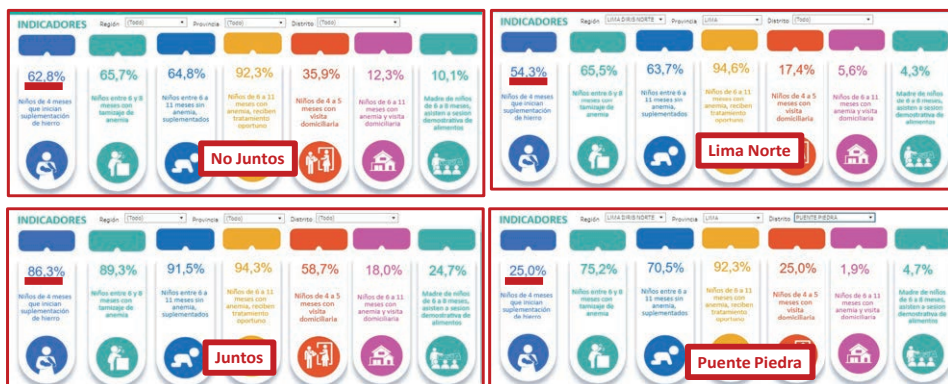 INDICADORES Región (Todo) Provincia (Todo) Distrito (Todo)
62,8% 65,7% 64,8% 92,3% 35,9% 12,3% 10,1%
Niños de 4 meses que inician suplementación de hierro
Niños entre 6 y 8 meses con tamizaje de anemia
Niños entre 6 a 11 meses sin anemia, suplementados
Niños de 6 a 11 meses con anemia, reciben tratamiento oportuno
Niños de 4 a 5 meses con visita domiciliaria
Niños de 6 a 11 meses con anemia y visita domiciliaria
Madre de niños de 6 a 8 meses, asisten a sesion demostrativa de alimentos
No Juntos
INDICADORES Región LIMA DIRIS NORTE Provincia LIMA Distrito (Todo)
54,3% 65,5% 63,7% 94,6% 17,4% 5,6% 4,3%
Niños de 4 meses que inician suplementación de hierro
Niños entre 6 y 8 meses con tamizaje de anemia
Niños entre 6 a 11 meses sin anemia, suplementados
Niños de 6 a 11 meses con anemia, reciben tratamiento oportuno
Niños de 4 a 5 meses con visita domiciliaria
Niños de 6 a 11 meses con anemia y visita domiciliaria
Madre de niños de 6 a 8 meses, asisten a sesion demostrativa de alimentos
Lima Norte
INDICADORES Región (Todo) Provincia (Todo) Distrito (Todo)
86,3% 89,3% 91,5% 94,3% 58,7% 18,0% 24,7%
Niños de 4 meses que inician suplementación de hierro
Niños entre 6 y 8 meses con tamizaje de anemia
Niños entre 6 a 11 meses sin anemia, suplementados
Niños de 6 a 11 meses con anemia, reciben tratamiento oportuno
Niños de 4 a 5 meses con visita domiciliaria
Niños de 6 a 11 meses con anemia y visita domiciliaria
Madre de niños de 6 a 8 meses, asisten a sesion demostrativa de alimentos
Juntos
INDICADORES Región LIMA DIRIS NORTE Provincia LIMA Distrito PUENTE PIEDRA
25,0% 75,2% 70,5% 92,3% 25,0% 1,9% 4,7%
Niños de 4 meses que inician suplementación de hierro
Niños entre 6 y 8 meses con tamizaje de anemia
Niños entre 6 a 11 meses sin anemia, suplementados
Niños de 6 a 11 meses con anemia, reciben tratamiento oportuno
Niños de 4 a 5 meses con visita domiciliaria
Niños de 6 a 11 meses con anemia y visita domiciliaria
Madre de niños de 6 a 8 meses, asisten a sesion demostrativa de alimentos
Puente Piedra